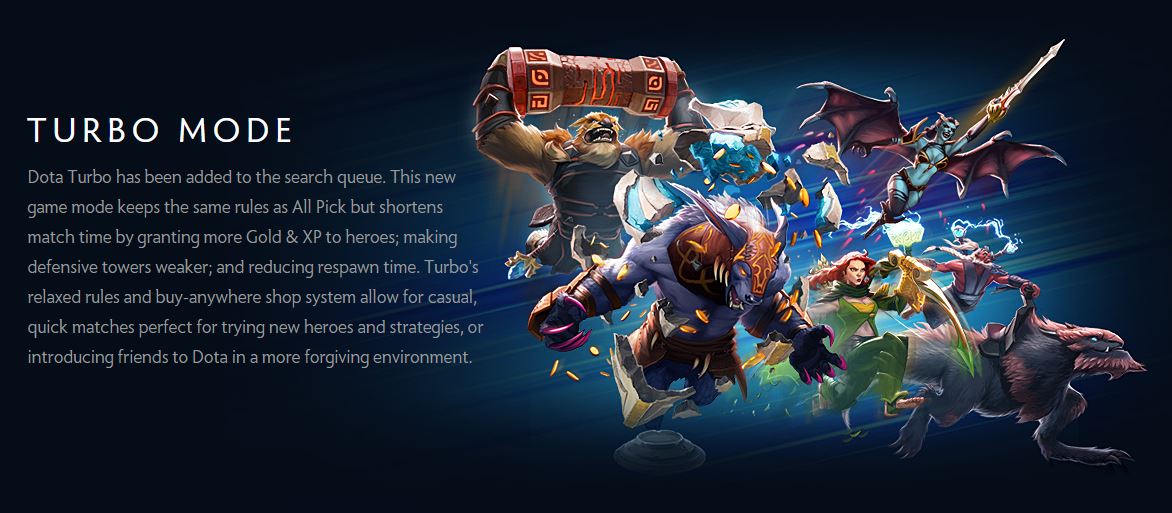 TURBO MODE
Dota Turbo has been added to the search queue. This new
game mode keeps the same rules as All Pick but shortens
match time by granting more Gold & XP to heroes; making
defensive towers weaker; and reducing respawn time. Turbo's
relaxed rules and buy-anywhere shop system allow for casual,
quick matches perfect for trying new heroes and strategies, or
introducing friends to Dota in a more forgiving environment.